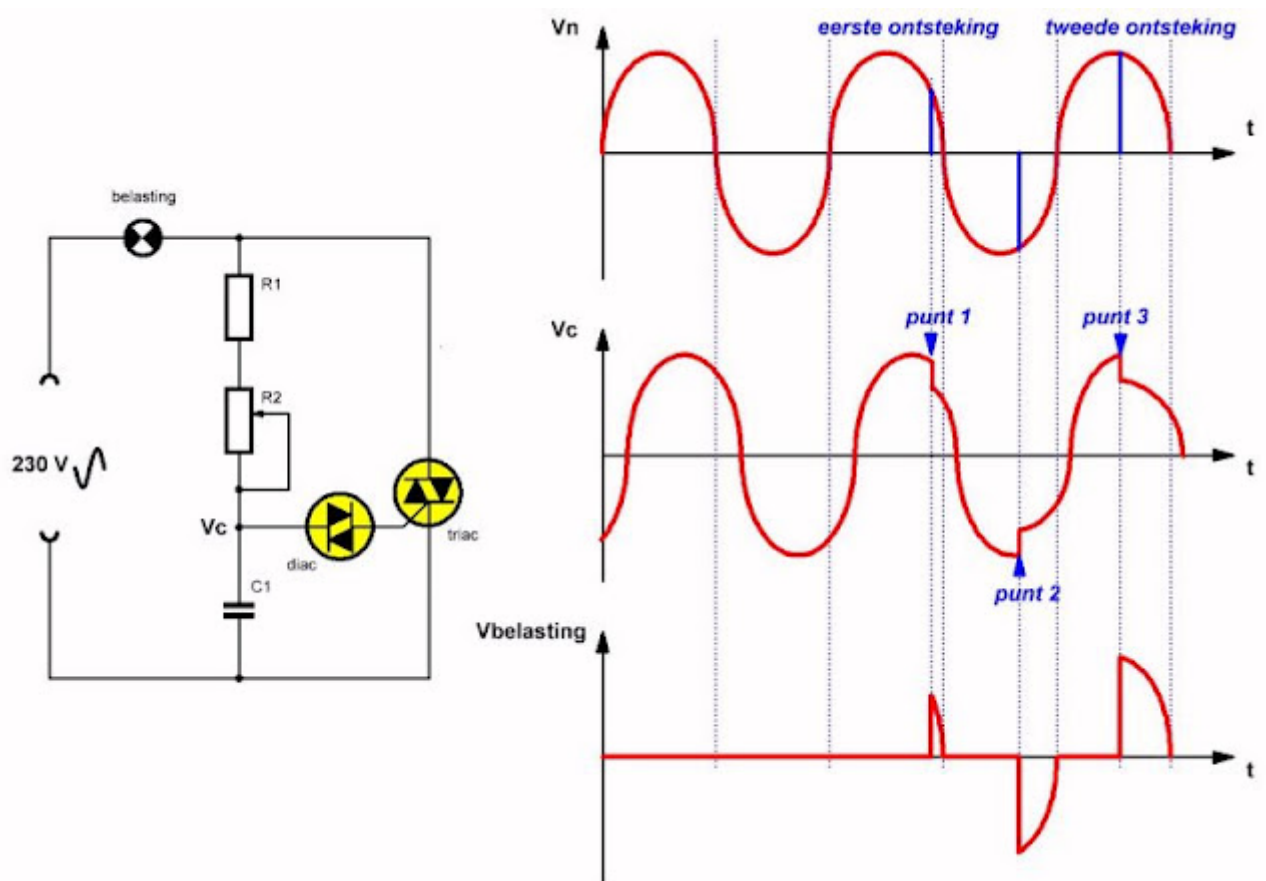 belasting
R1
R2
230 V
Vc
diac
triac
C1
Vn
eerste ontsteking
tweede ontsteking
t
Vc
punt 1
punt 3
t
punt 2
Vbelasting
t